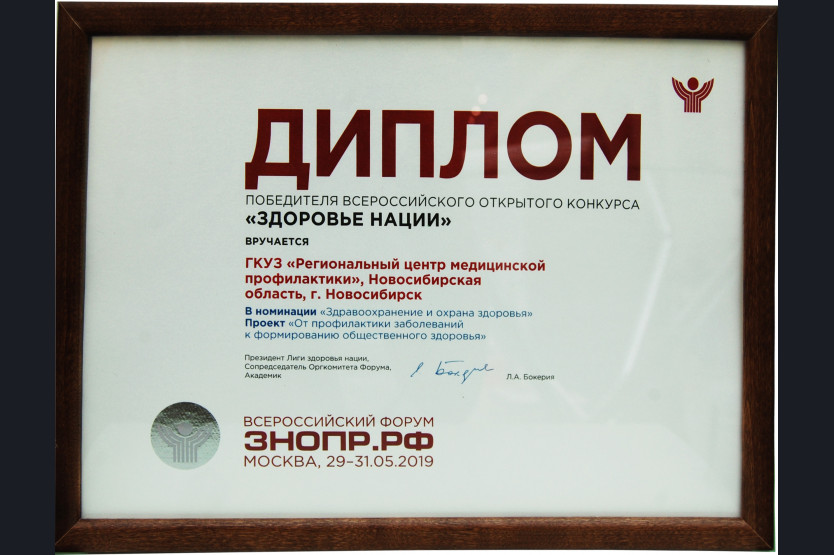 ДИПЛОМ
ПОБЕДИТЕЛЯ ВСЕРОССИЙСКОГО ОТКРЫТОГО КОНКУРСА
«ЗДОРОВЬЕ НАЦИИ»
ВРУЧАЕТСЯ
ГКУЗ «Региональный центр медицинской
профилактики», Новосибирская
область, г. Новосибирск
В номинации «Здравоохранение и охрана здоровья»
Проект «От профилактики заболеваний
к формированию общественного здоровья»
Президент Лиги здоровья нации,
Сопредседатель Оргкомитета Форума,
Академик
Л.А. Бокерия
ВСЕРОССИЙСКИЙ ФОРУМ
ЗНОПР.РФ
МОСКВА, 29–31.05.2019